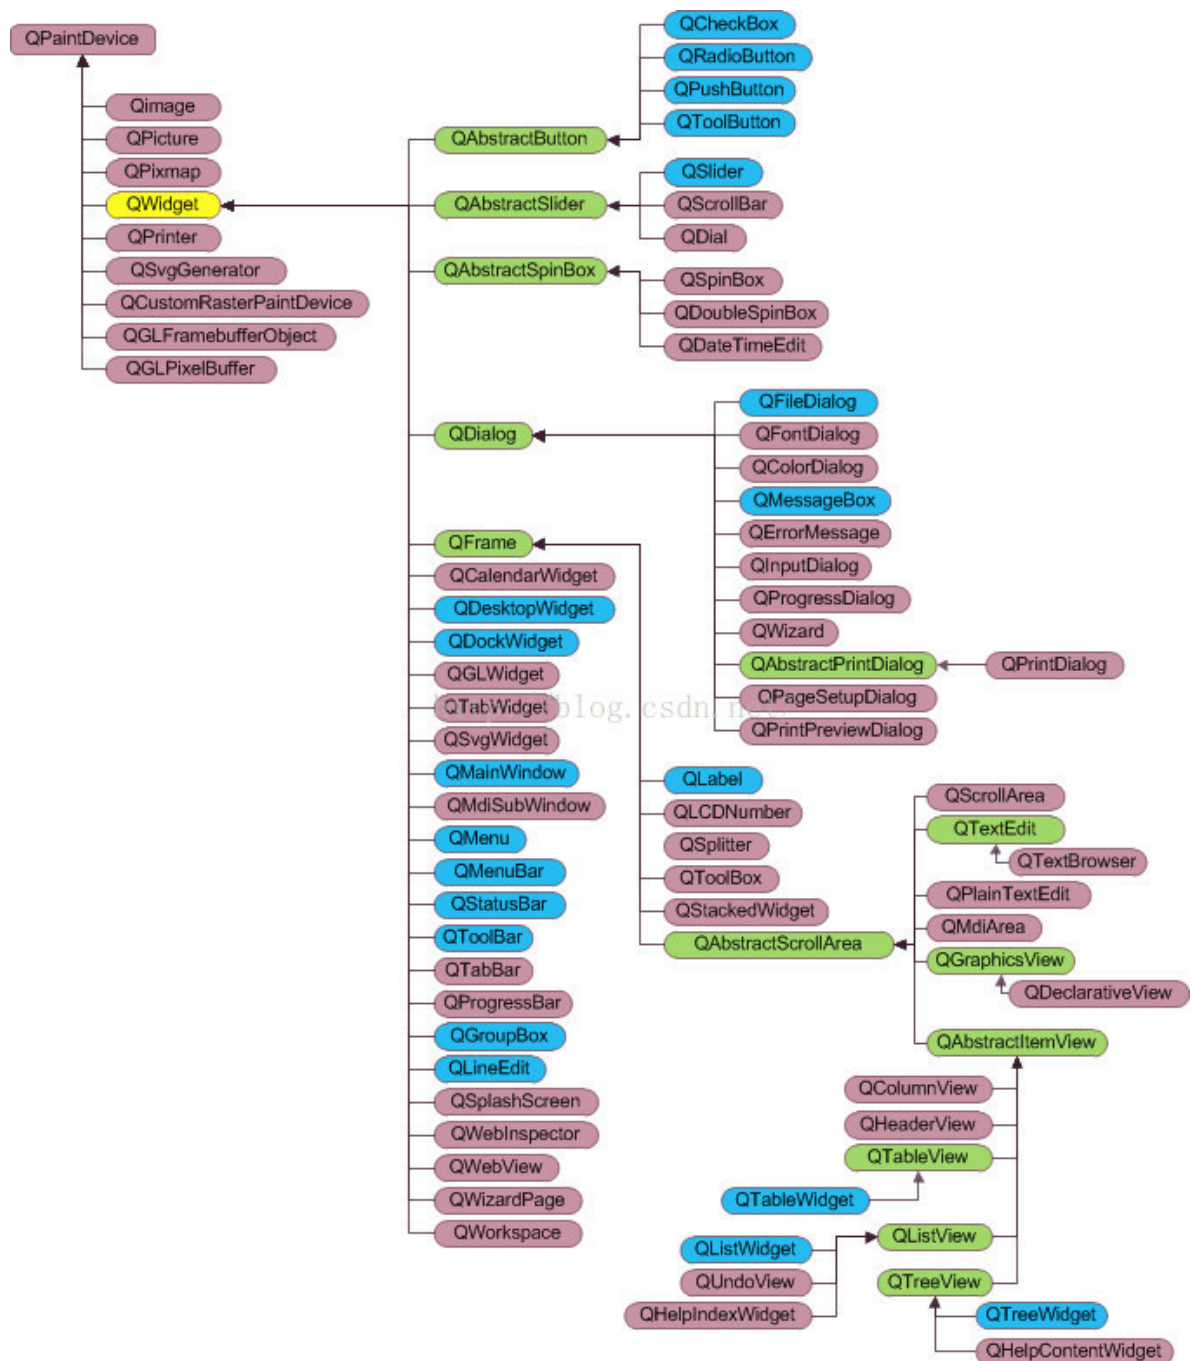 QPaintDevice
Qimage
QPicture
QPixmap
QWidget
QPrinter
QSvgGenerator
QCustomRasterPaintDevice
QGLFramebufferObject
QGLPixelBuffer
QAbstractButton
QCheckBox
QRadioButton
QPushButton
QToolButton
QAbstractSlider
QSlider
QScrollBar
QDial
QAbstractSpinBox
QSpinBox
QDoubleSpinBox
QDateTimeEdit
QDialog
QFileDialog
QFontDialog
QColorDialog
QMessageBox
QErrorMessage
QInputDialog
QProgressDialog
QWizard
QAbstractPrintDialog
QPrintDialog
QPageSetupDialog
QPrintPreviewDialog
QFrame
QCalendarWidget
QDesktopWidget
QDockWidget
QGLWidget
QTabWidget
QSvgWidget
QMainWindow
QMdiSubWindow
QMenu
QMenuBar
QStatusBar
QToolBar
QTabBar
QProgressBar
QGroupBox
QLineEdit
QSplashScreen
QWebInspector
QWebView
QWizardPage
QWorkspace
QLabel
QLCDNumber
QSplitter
QToolBox
QStackedWidget
QAbstractScrollArea
QScrollArea
QTextEdit
QTextBrowser
QPlainTextEdit
QMdiArea
QGraphicsView
QDeclarativeView
QAbstractItemView
QColumnView
QHeaderView
QTableView
QTableWidget
QListView
QListWidget
QUndoView
QHelpIndexWidget
QTreeView
QTreeWidget
QHelpContentWidget
http://blog.csdn.net/